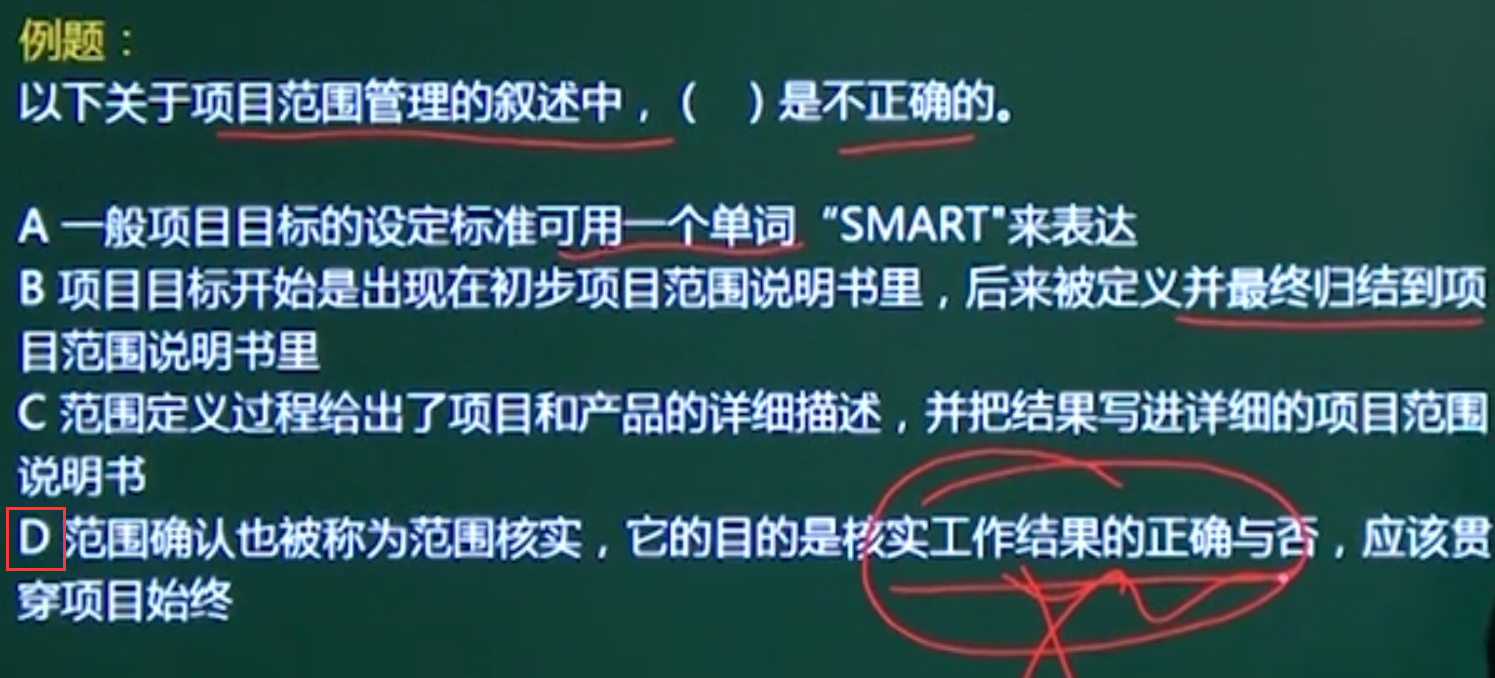 例题：
以下关于项目范围管理的叙述中，（ ）是不正确的。
A 一般项目目标的设定标准可用一个单词“SMART"来表达
B 项目目标开始是出现在初步项目范围说明书里，后来被定义并最终归结到项
目范围说明书里
C 范围定义过程给出了项目和产品的详细描述，并把结果写进详细的项目范围
说明书
D 范围确认也被称为范围核实，它的目的是核实工作结果的正确与否，应该贯
穿项目始终